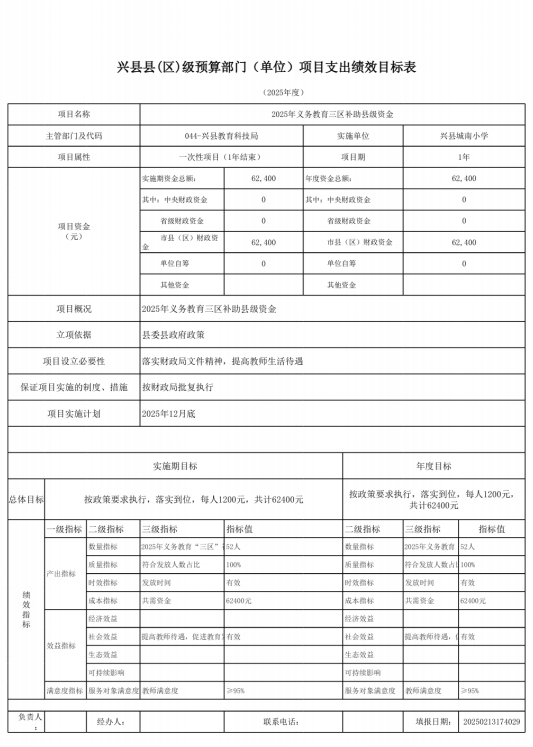 兴县县(区)级预算部门（单位）项目支出绩效目标表
（2025年度）
项目名称 2025年义务教育三区补助县级资金
主管部门及代码 044-兴县教育科技局 实施单位 兴县城南小学
项目属性 一次性项目（1年结束） 项目期 1年
项目资金（元） 实施期资金总额： 62,400 年度资金总额： 62,400
其中：中央财政资金 0 其中：中央财政资金 0
省级财政资金 0 省级财政资金 0
市县（区）财政资金 62,400 市县（区）财政资金 62,400
单位自筹 0 单位自筹 0
其他资金 其他资金
项目概况 2025年义务教育三区补助县级资金
立项依据 县委县政府政策
项目设立必要性 落实财政局文件精神，提高教师生活待遇
保证项目实施的制度、措施 按财政局批复执行
项目实施计划 2025年12月底
实施期目标 年度目标
总体目标 按政策要求执行，落实到位，每人1200元，共计62400元 按政策要求执行，落实到位，每人1200元，共计62400元
绩效指标 一级指标 二级指标 三级指标 指标值 二级指标 三级指标 指标值
产出指标 数量指标 2025年义务教育“三区” 52人 数量指标 2025年义务教育 52人
质量指标 符合发放人数占比 100% 质量指标 符合发放人数占 100%
时效指标 发放时间 有效 时效指标 发放时间 有效
成本指标 共需资金 62400元 成本指标 共需资金 62400元
效益指标 经济效益 经济效益
社会效益 提高教师待遇，促进教育 有效 社会效益 提高教师待遇， 有效
生态效益 生态效益
可持续影响 可持续影响
满意度指标 服务对象满意度 教师满意度 ≥95% 服务对象满意度 教师满意度 ≥95%
负责人： 经办人： 联系电话： 填报日期： 20250213174029